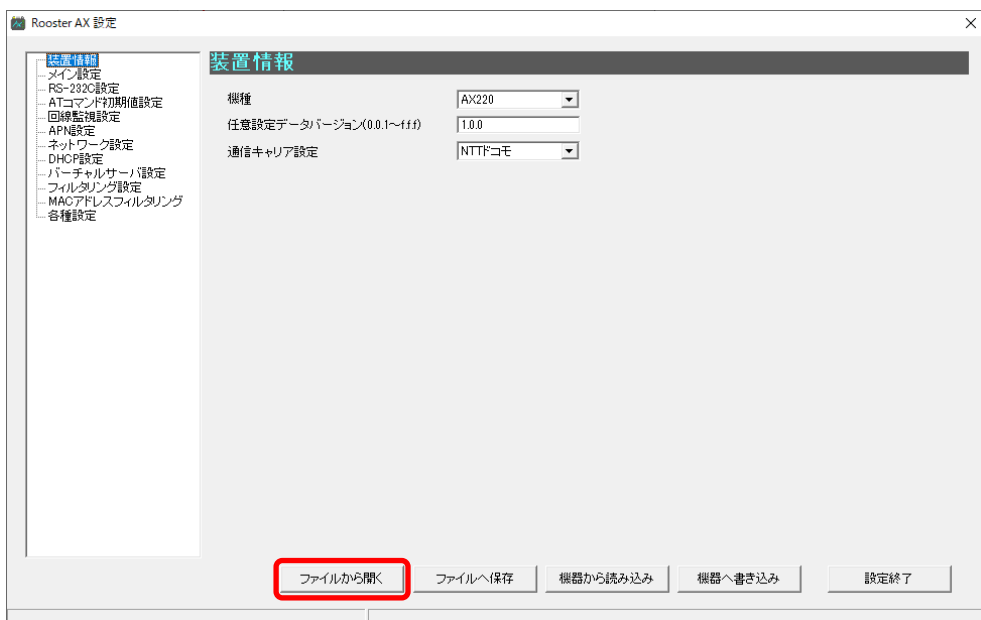 Rooster AX 設定
装置情報
メイン設定
RS-232C設定
ATコマンド初期値設定
回線監視設定
APN設定
ネットワーク設定
DHCP設定
バーチャルサーバ設定
フィルタリング設定
MACアドレスフィルタリング
各種設定
装置情報
機種 AX220
任意設定データバージョン(0.0.1～f.f.f) 1.0.0
通信キャリア設定 NTTドコモ
ファイルから開く ファイルへ保存 機器から読み込み 機器へ書き込み 設定終了